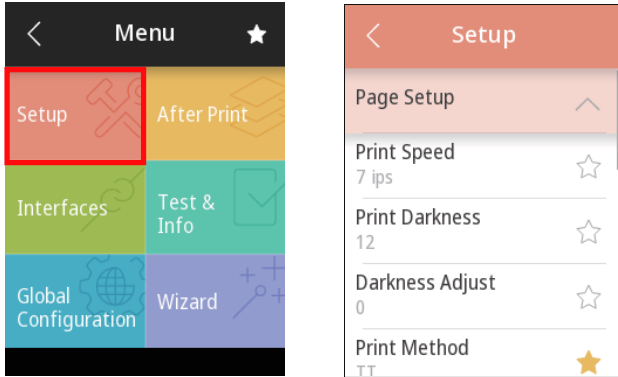 Menu
Setup
After Print
Interfaces
Test &
Info
Global
Configuration
Wizard
Setup
Page Setup
Print Speed
7 ips
Print Darkness
12
Darkness Adjust
0
Print Method
TT